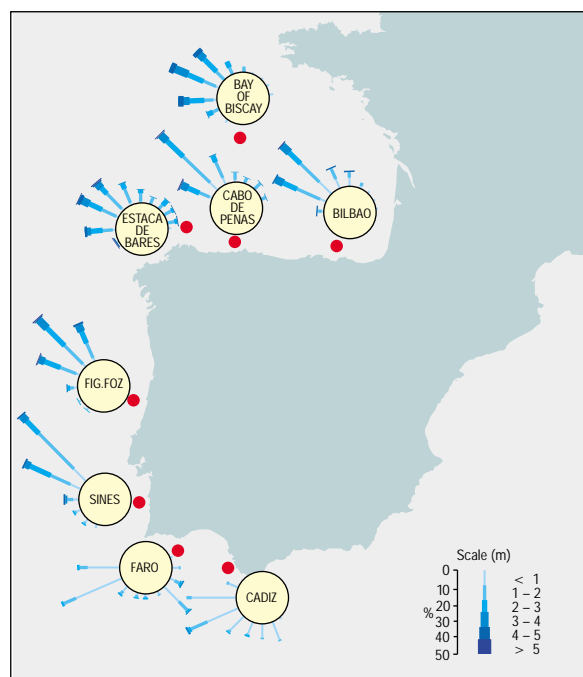 BAY
OF
BISCAY
CABO
DE
PENAS
BILBAO
ESTACA
DE
BARES
FIG.FOZ
SINES
FARO
CADIZ
Scale (m)
0
10
20
30
40
50
%
< 1
1 – 2
2 – 3
3 – 4
4 – 5
> 5